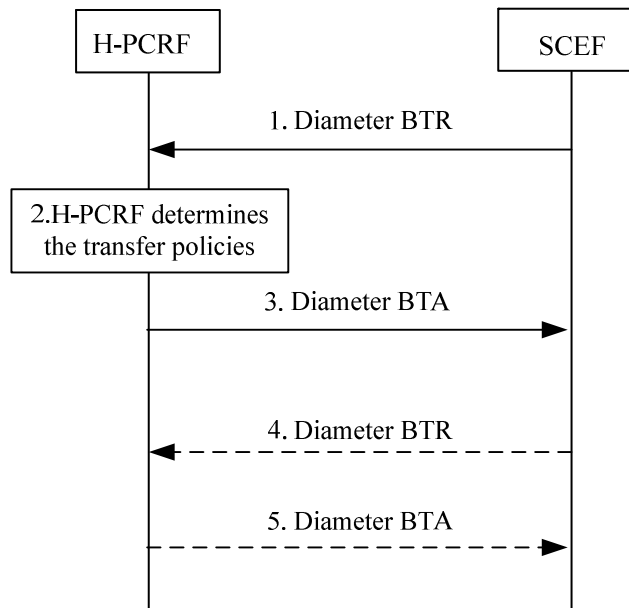 H-PCRF
SCEF
1. Diameter BTR
2.H-PCRF determines
the transfer policies
3. Diameter BTA
4. Diameter BTR
5. Diameter BTA